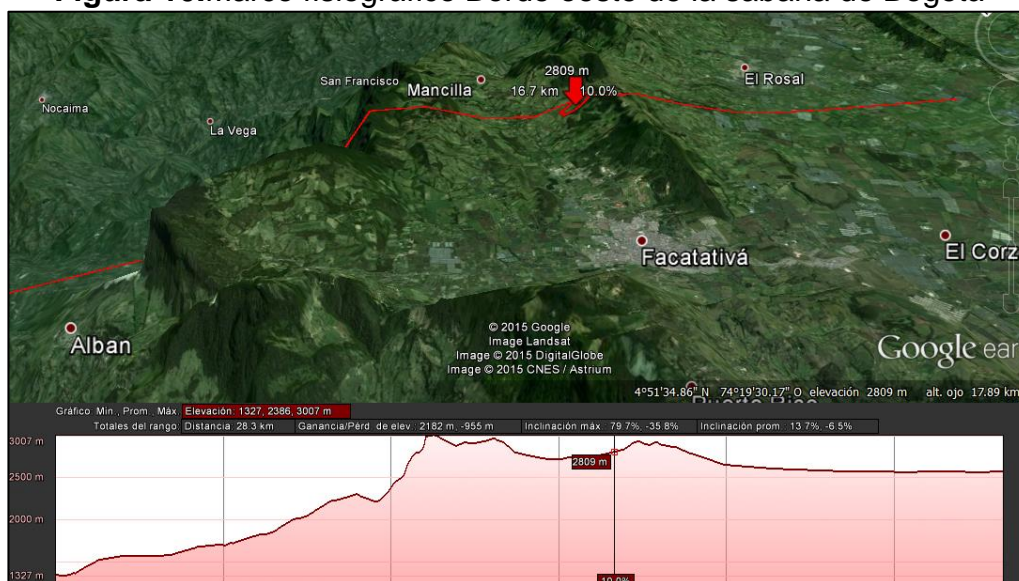 Figura 10.marco fisiográfico Borde oeste de la sabana de Bogotá
2809 m
El Rosal
San Francisco
Mancilla
16.7 km
10.0%
Nocaima
La Vega
Facatativá
El Corz
Alban
© 2015 Google
Image Landsat
Image © 2015 DigitalGlobe
Image © 2015 CNES / Astrium
Google ear
4°51'34.86" N 74°19'30.17" O elevación 2809 m alt. ojo 17.89 km
Gráfico: Mín., Prom., Máx. Elevación: 1327, 2386, 3007 m
Totales del rango: Distancia: 28.3 km Ganancia/Pérd. de elev.: 2182 m, -955 m Inclinación máx.: 79.7%, -35.8% Inclinación prom.: 13.7%, -6.5%
3007 m
2809 m
2500 m
2000 m
1327 m
10.0%